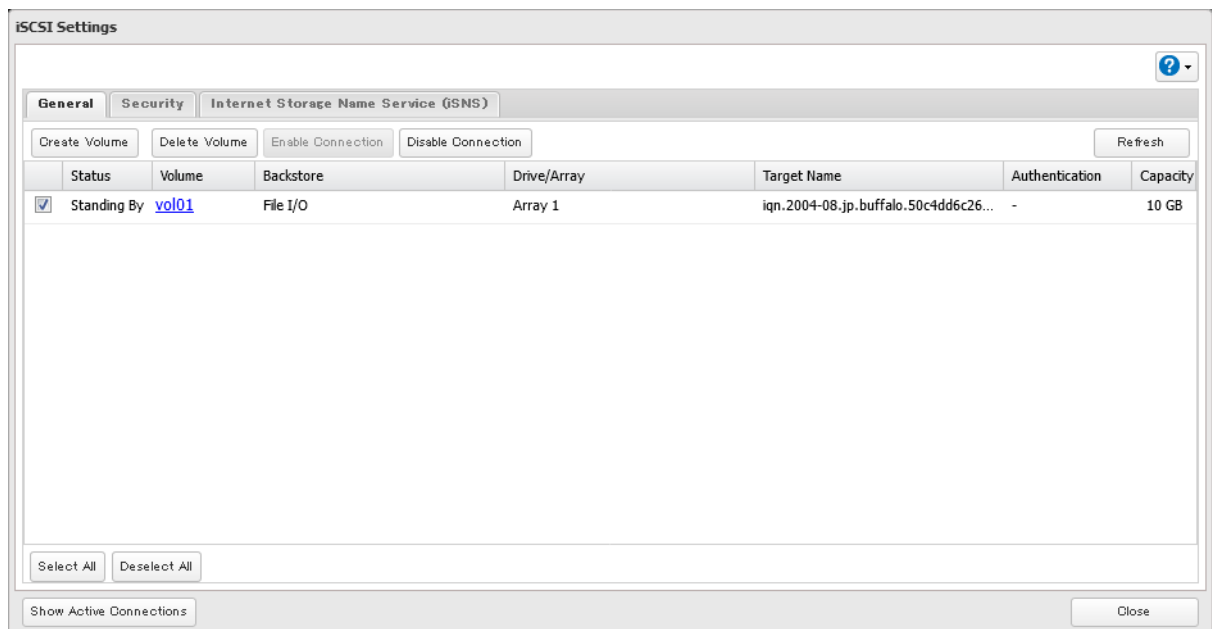 iSCSI Settings
?
General Security Internet Storage Name Service (iSNS)
Create Volume Delete Volume Enable Connection Disable Connection Refresh
Status Volume Backstore Drive/Array Target Name Authentication Capacity
Standing By vol01 File I/O Array 1 iqn.2004-08.jp.buffalo.50c4dd6c26... - 10 GB
Select All Deselect All
Show Active Connections Close